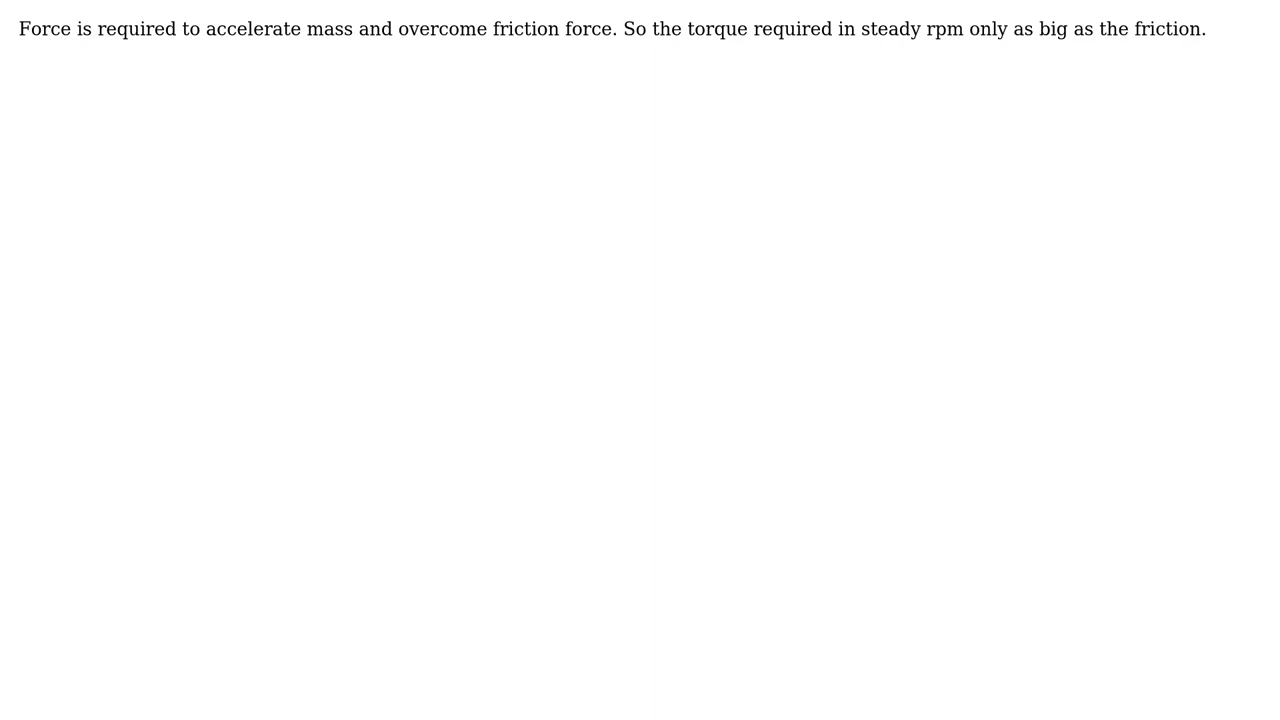 Force is required to accelerate mass and overcome friction force. So the torque required in steady rpm only as big as the friction.